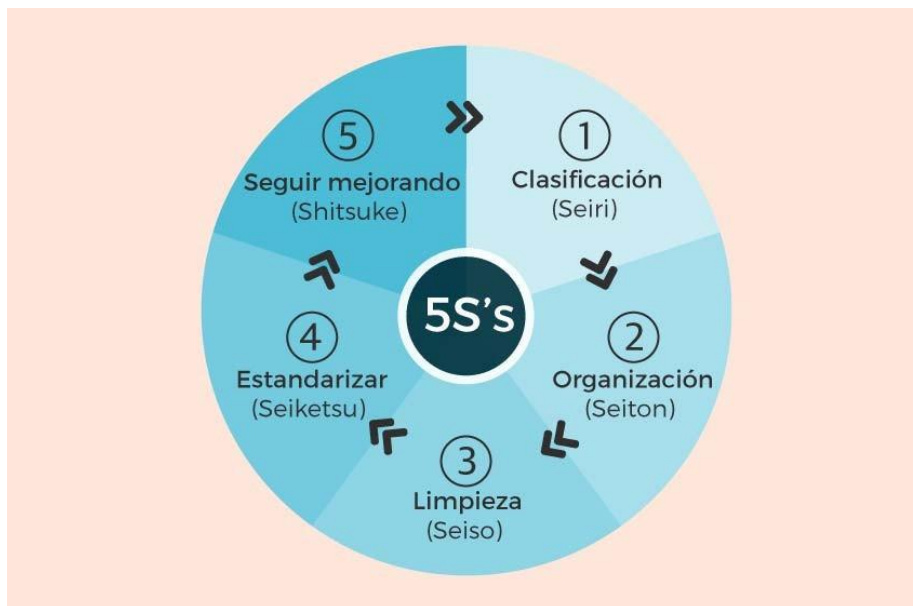 5S's
1
Clasificación
(Seiri)
2
Organización
(Seiton)
3
Limpieza
(Seiso)
4
Estandarizar
(Seiketsu)
5
Seguir mejorando
(Shitsuke)